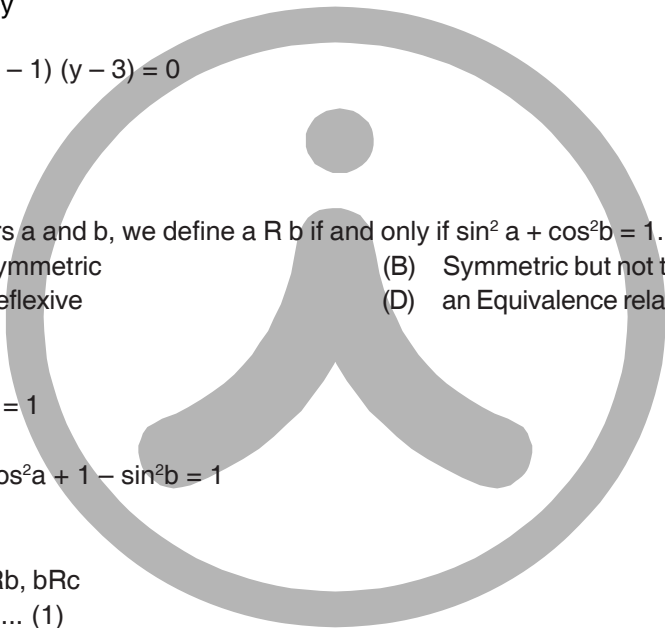 y
– 1) (y – 3) = 0
rs a and b, we define a R b if and only if sin² a + cos²b = 1.
ymmetric (B) Symmetric but not t
eflexive (D) an Equivalence rela
= 1
os²a + 1 – sin²b = 1
Rb, bRc
... (1)